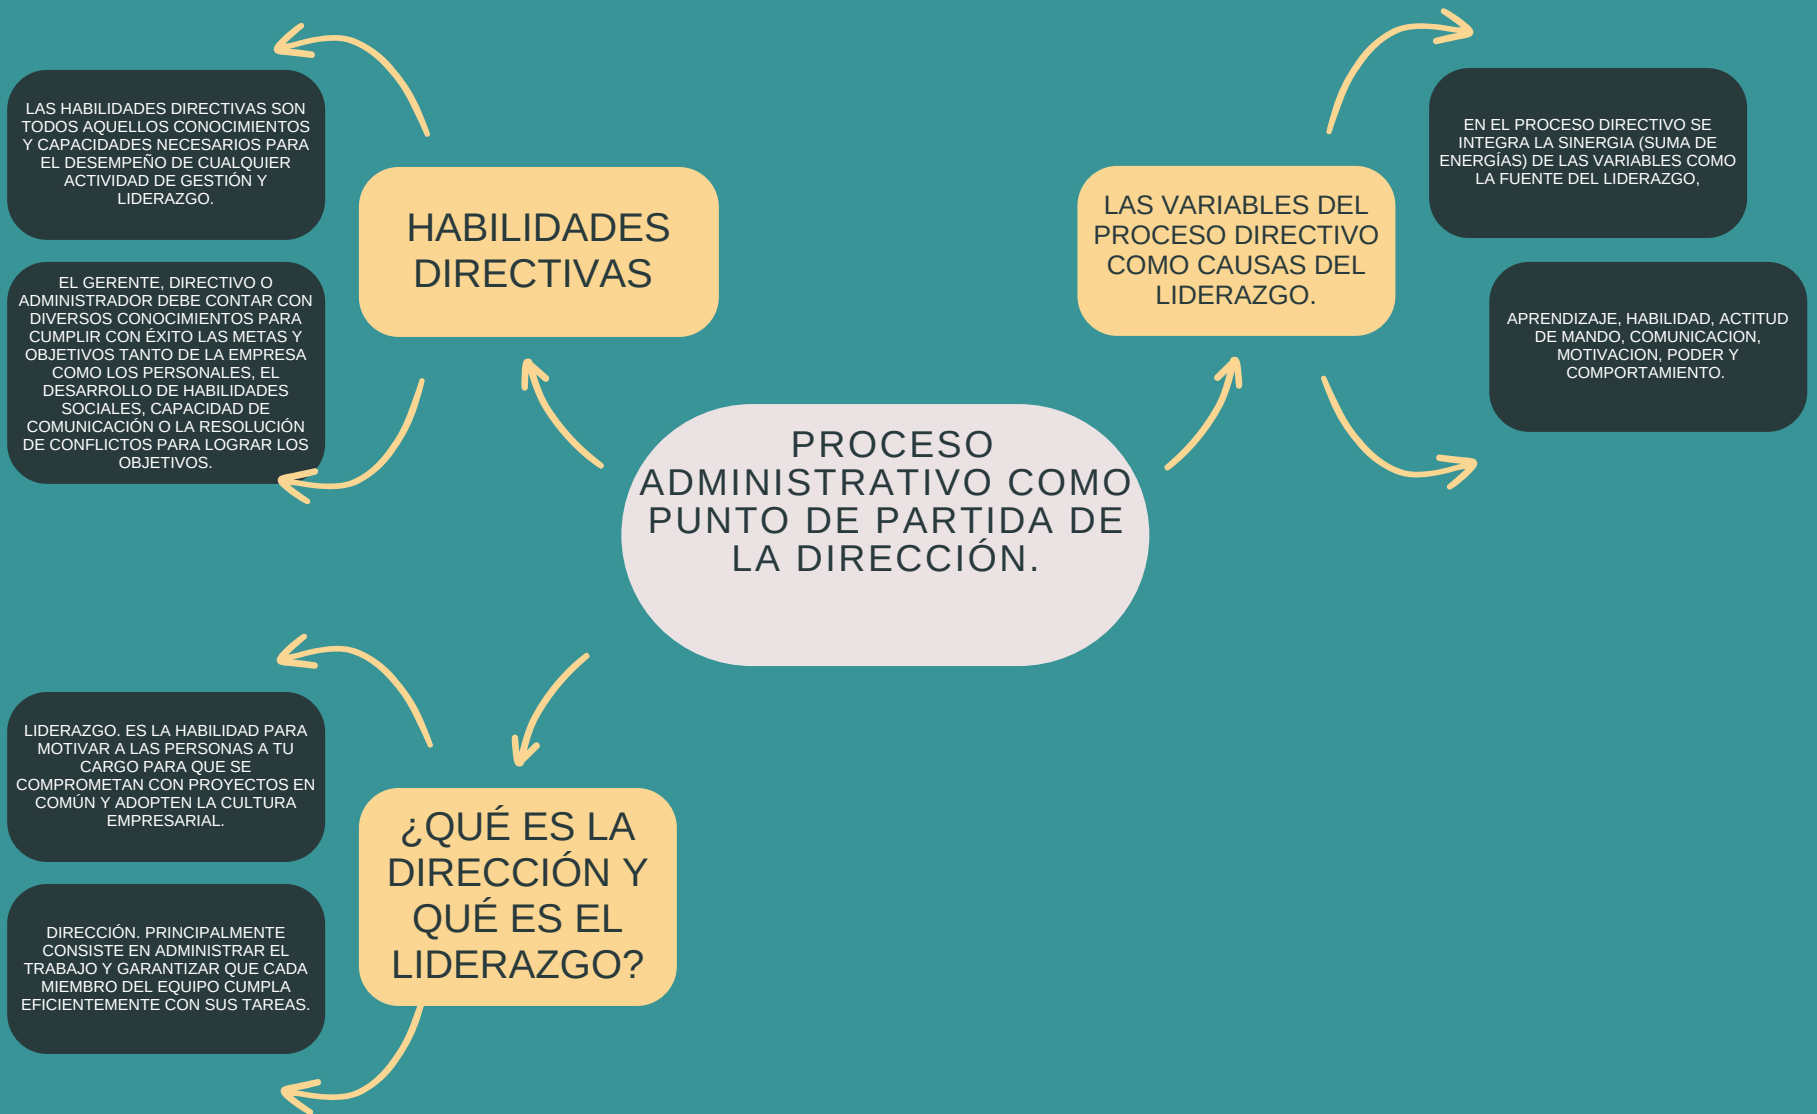 LAS HABILIDADES DIRECTIVAS SON
TODOS AQUELLOS CONOCIMIENTOS
Y CAPACIDADES NECESARIOS PARA
EL DESEMPEÑO DE CUALQUIER
ACTIVIDAD DE GESTIÓN Y
LIDERAZGO.
EL GERENTE, DIRECTIVO O
ADMINISTRADOR DEBE CONTAR CON
DIVERSOS CONOCIMIENTOS PARA
CUMPLIR CON ÉXITO LAS METAS Y
OBJETIVOS TANTO DE LA EMPRESA
COMO LOS PERSONALES, EL
DESARROLLO DE HABILIDADES
SOCIALES, CAPACIDAD DE
COMUNICACIÓN O LA RESOLUCIÓN
DE CONFLICTOS PARA LOGRAR LOS
OBJETIVOS.
HABILIDADES
DIRECTIVAS
LAS VARIABLES DEL
PROCESO DIRECTIVO
COMO CAUSAS DEL
LIDERAZGO.
EN EL PROCESO DIRECTIVO SE
INTEGRA LA SINERGIA (SUMA DE
ENERGÍAS) DE LAS VARIABLES COMO
LA FUENTE DEL LIDERAZGO,
APRENDIZAJE, HABILIDAD, ACTITUD
DE MANDO, COMUNICACION,
MOTIVACION, PODER Y
COMPORTAMIENTO.
PROCESO
ADMINISTRATIVO COMO
PUNTO DE PARTIDA DE
LA DIRECCIÓN.
LIDERAZGO. ES LA HABILIDAD PARA
MOTIVAR A LAS PERSONAS A TU
CARGO PARA QUE SE
COMPROMETAN CON PROYECTOS EN
COMÚN Y ADOPTEN LA CULTURA
EMPRESARIAL.
DIRECCIÓN. PRINCIPALMENTE
CONSISTE EN ADMINISTRAR EL
TRABAJO Y GARANTIZAR QUE CADA
MIEMBRO DEL EQUIPO CUMPLA
EFICIENTEMENTE CON SUS TAREAS.
¿QUÉ ES LA
DIRECCIÓN Y
QUÉ ES EL
LIDERAZGO?